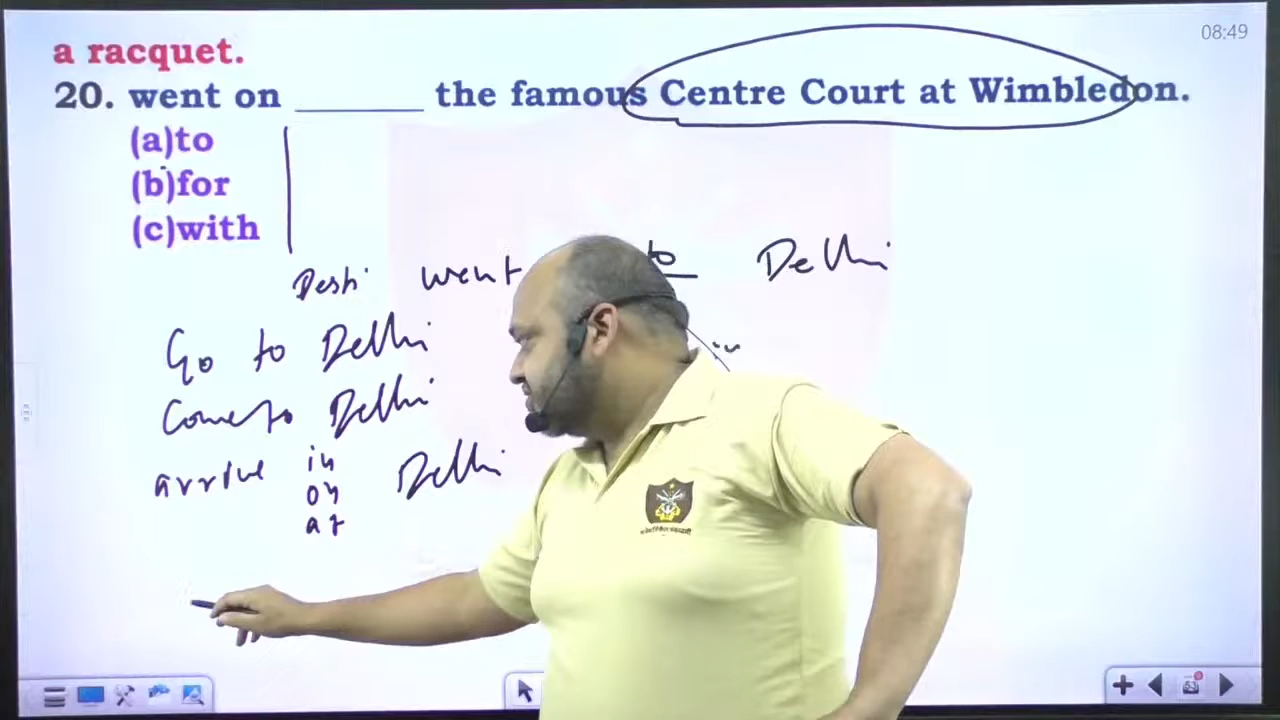 08:49
a racquet.
20. went on ______ the famous Centre Court at Wimbledon.
(a)to
(b)for
(c)with
went to Delhi
Go to Delhi
in
Come to Delhi
arrive in Delhi
on
at